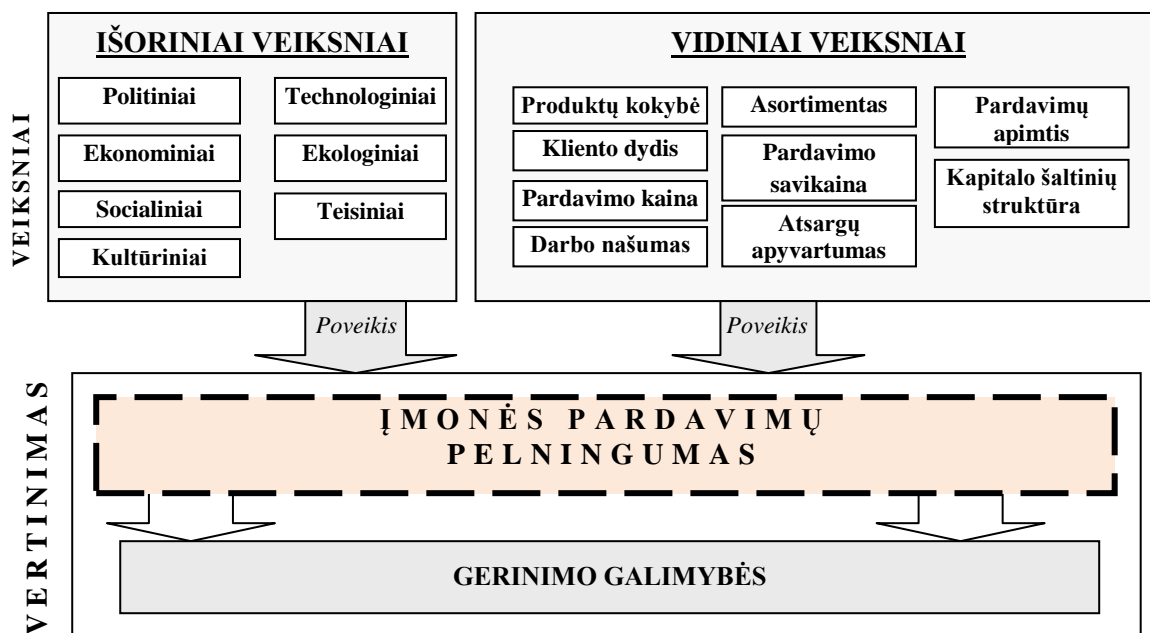 IŠORINIAI VEIKSNIAI
Politiniai
Ekonominiai
Socialiniai
Kultūriniai
Technologiniai
Ekologiniai
Teisiniai
VIDINIAI VEIKSNIAI
Produktų kokybė
Kliento dydis
Pardavimo kaina
Darbo našumas
Asortimentas
Pardavimo
savikaina
Atsargų
apyvartumas
Pardavimų
apimtis
Kapitalo šaltinių
struktūra
VEIKSNIAI
Poveikis
Poveikis
VERTINIMAS
ĮMONĖS PARDAVIMŲ
PELNINGUMAS
GERINIMO GALIMYBĖS